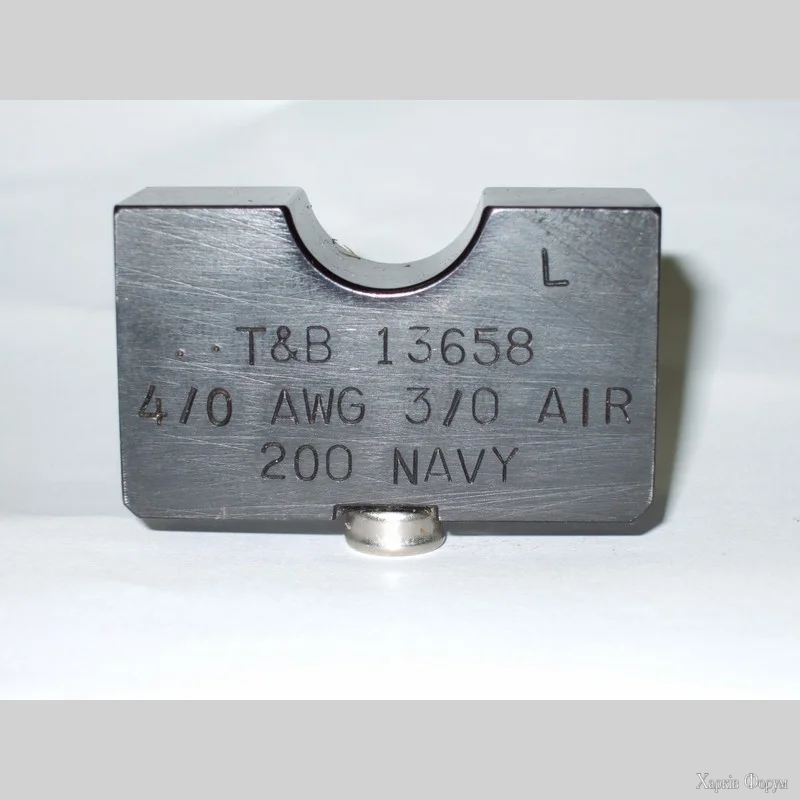 L
T&B 13658
4/0 AWG 3/0 AIR
200 NAVY
Харків Форум